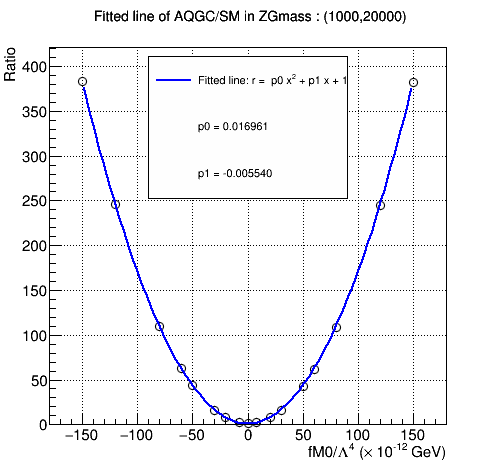 Fitted line of AQGC/SM in ZGmass : (1000,20000)
Ratio
400
350
300
250
200
150
100
50
0
Fitted line: r = p0 x² + p1 x + 1
p0 = 0.016961
p1 = -0.005540
−150 −100 −50 0 50 100 150
fM0/Λ⁴ (× 10⁻¹² GeV)